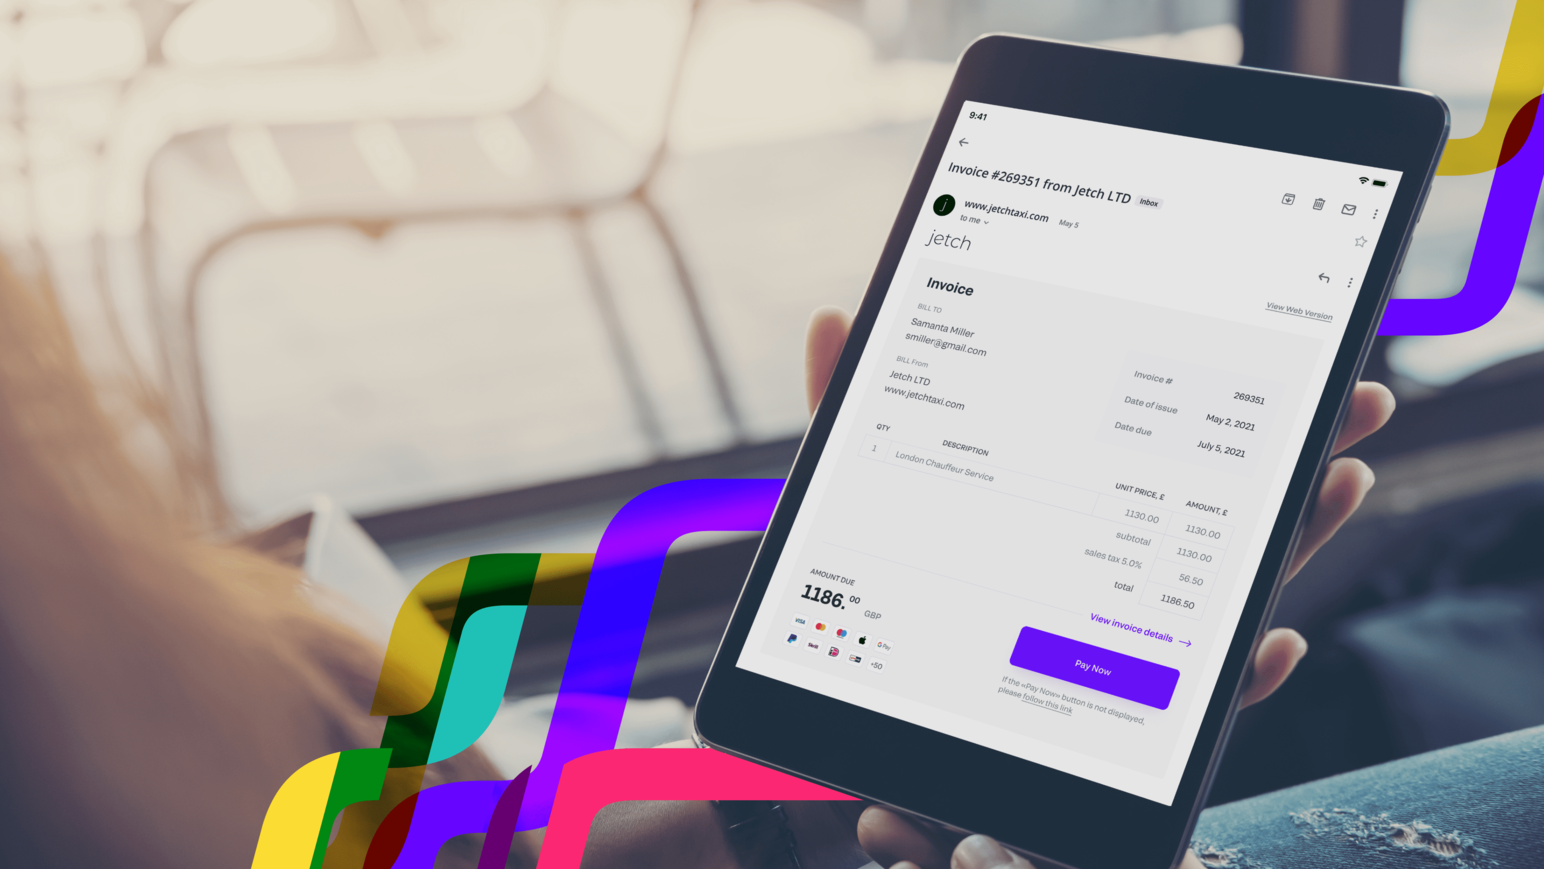 9:41
Invoice #269351 from Jetch LTD Inbox
j
www.jetchtaxi.com May 5
to me
jetch
View Web Version
Invoice
BILL TO
Samanta Miller
smiller@gmail.com
BILL From
Jetch LTD
www.jetchtaxi.com
Invoice # 269351
Date of issue May 2, 2021
Date due July 5, 2021
QTY DESCRIPTION UNIT PRICE, £ AMOUNT, £
1 London Chauffeur Service 1130.00 1130.00
subtotal 1130.00
sales tax 5.0% 56.50
total 1186.50
AMOUNT DUE
1186.00 GBP
View invoice details
Pay Now
VISA G Pay
Skrill +50
If the «Pay Now» button is not displayed,
please follow this link